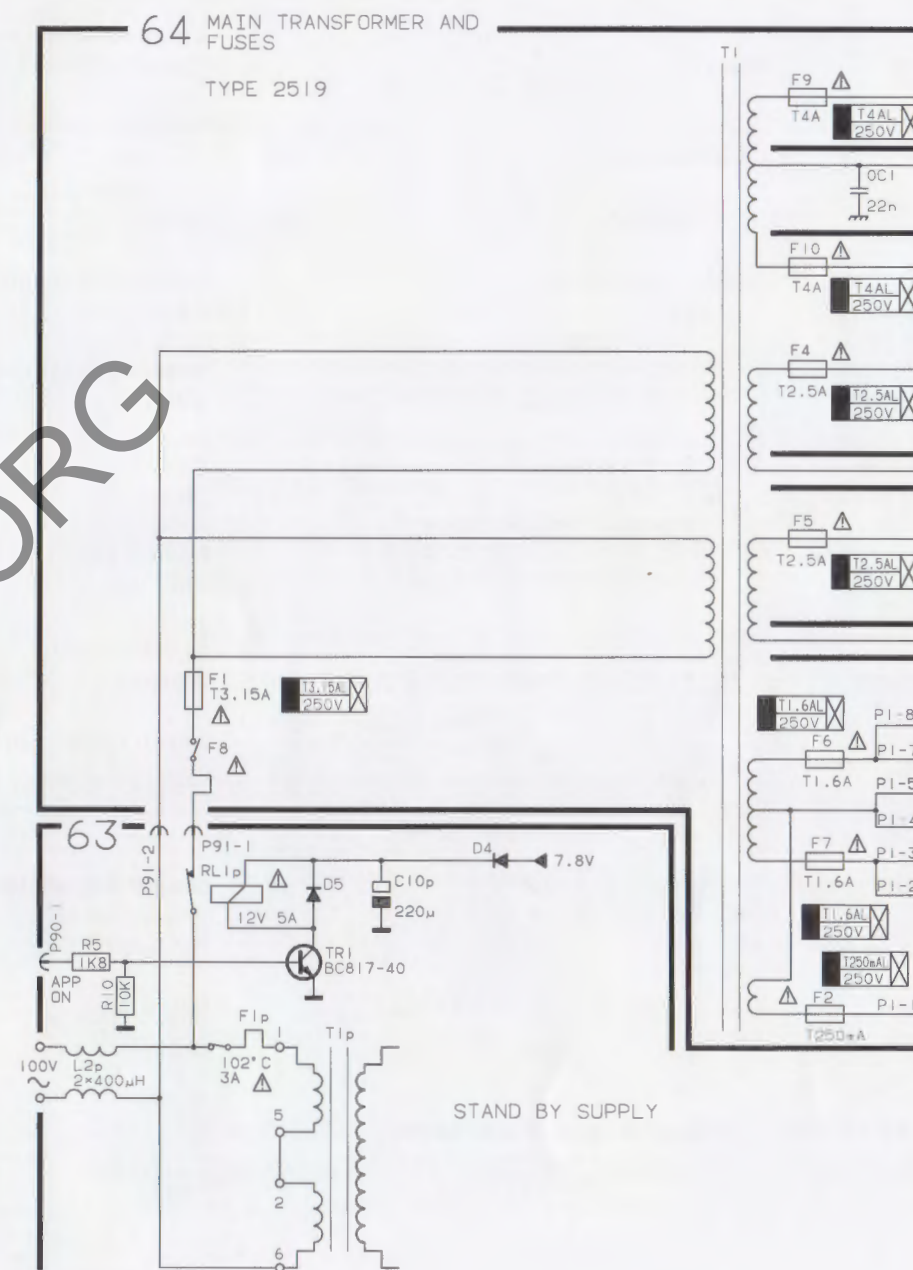 64 MAIN TRANSFORMER AND
FUSES
TYPE 2519
T1
F9
T4A
T4AL
250V
OC1
22n
F10
T4A
T4AL
250V
ORG
F4
T2.5A
T2.5AL
250V
F5
T2.5A
T2.5AL
250V
F1
T3.15A
T3.15AL
250V
F8
T1.6AL
250V
P1-8
F6
P1-7
T1.6A
P1-5
P1-4
63
P91-2
P91-1
RL1p
12V 5A
D5
C10p
220µ
D4
7.8V
F7
P1-3
T1.6A
P1-2
T1.6AL
250V
P90-1
R5
1K8
APP
ON
R10
10K
TR1
BC817-40
T250mAL
250V
F2
P1-1
T250mA
100V
L2p
2×400µH
F1p
102°C
3A
1
T1p
5
2
6
STAND BY SUPPLY